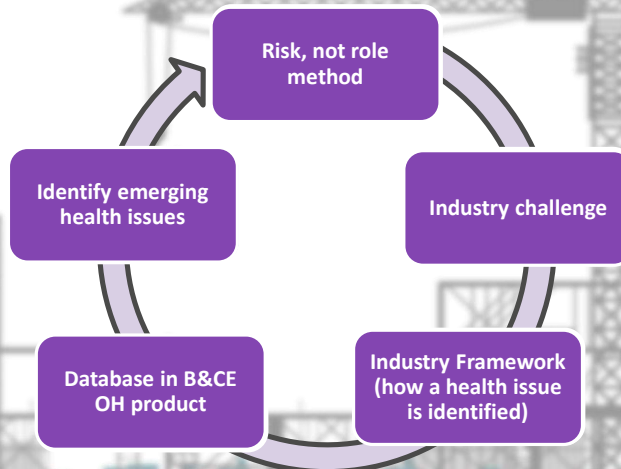 Risk, not role
method
Industry challenge
Industry Framework
(how a health issue
is identified)
Database in B&CE
OH product
Identify emerging
health issues